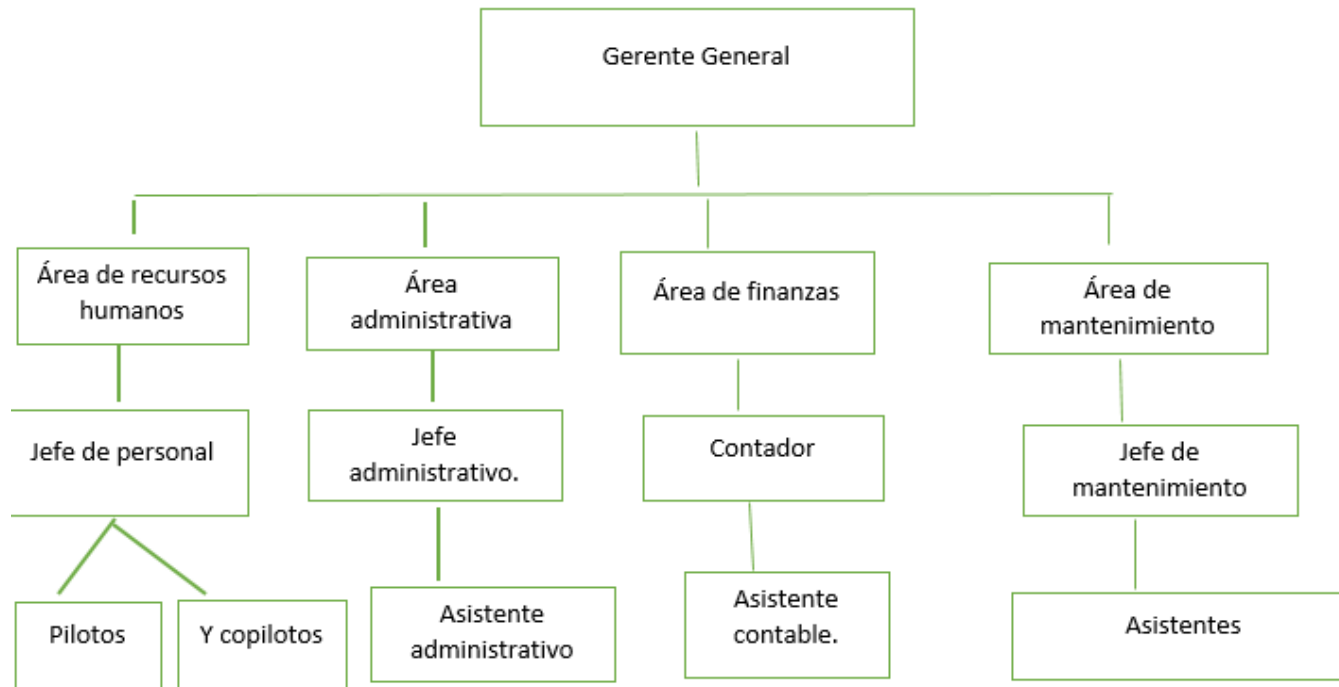 Gerente General
Área de recursos
humanos
Área
administrativa
Área de finanzas
Área de
mantenimiento
Jefe de personal
Jefe
administrativo.
Contador
Jefe de
mantenimiento
Pilotos
Y copilotos
Asistente
administrativo
Asistente
contable.
Asistentes